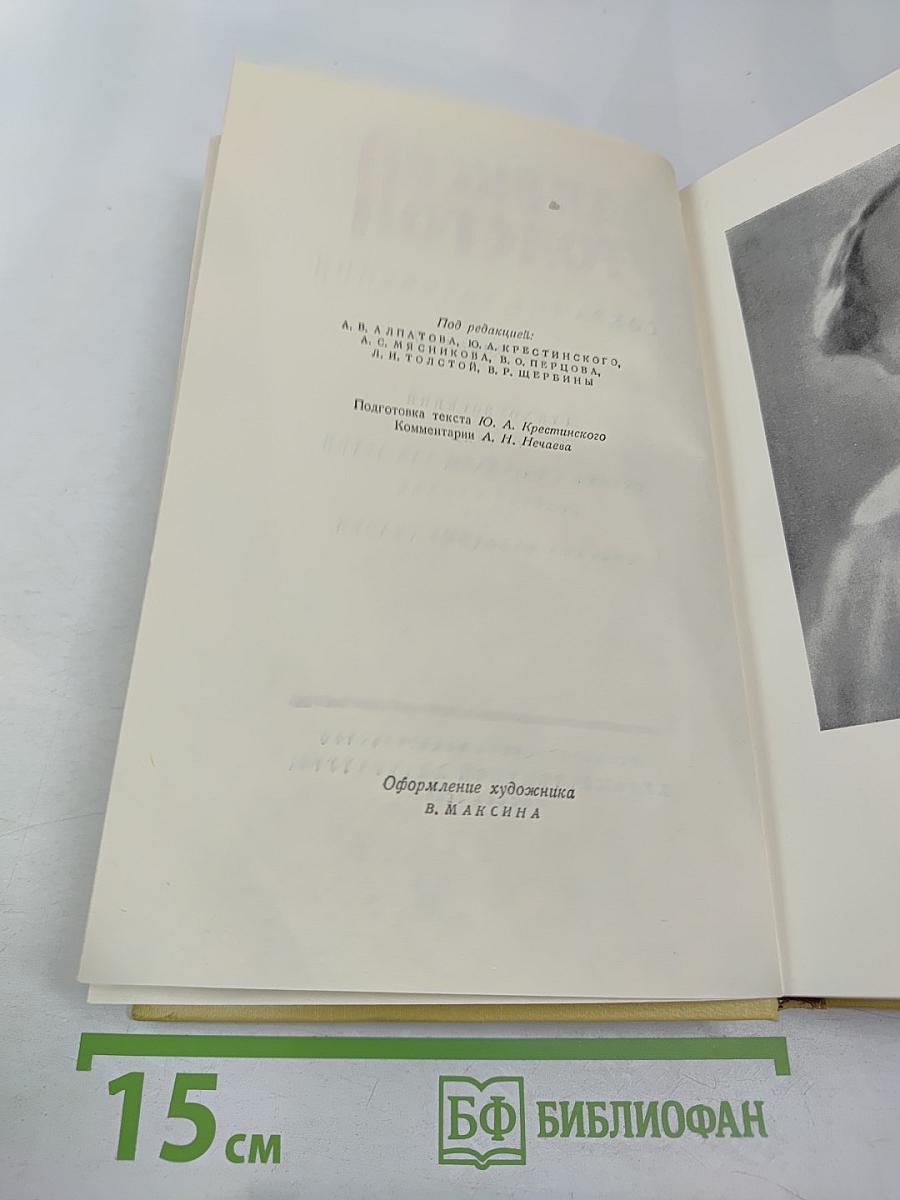 Под редакцией:
А. В. АЛПАТОВА, Ю. А. КРЕСТИНСКОГО,
А. С. МЯСНИКОВА, В. О. ПЕРЦОВА,
Л. И. ТОЛСТОЙ, В. Р. ЩЕРБИНЫ
Подготовка текста Ю. А. Крестинского
Комментарии А. Н. Нечаева
Оформление художника
В. МАКСИНА
15 см
БФ БИБЛИОФАН